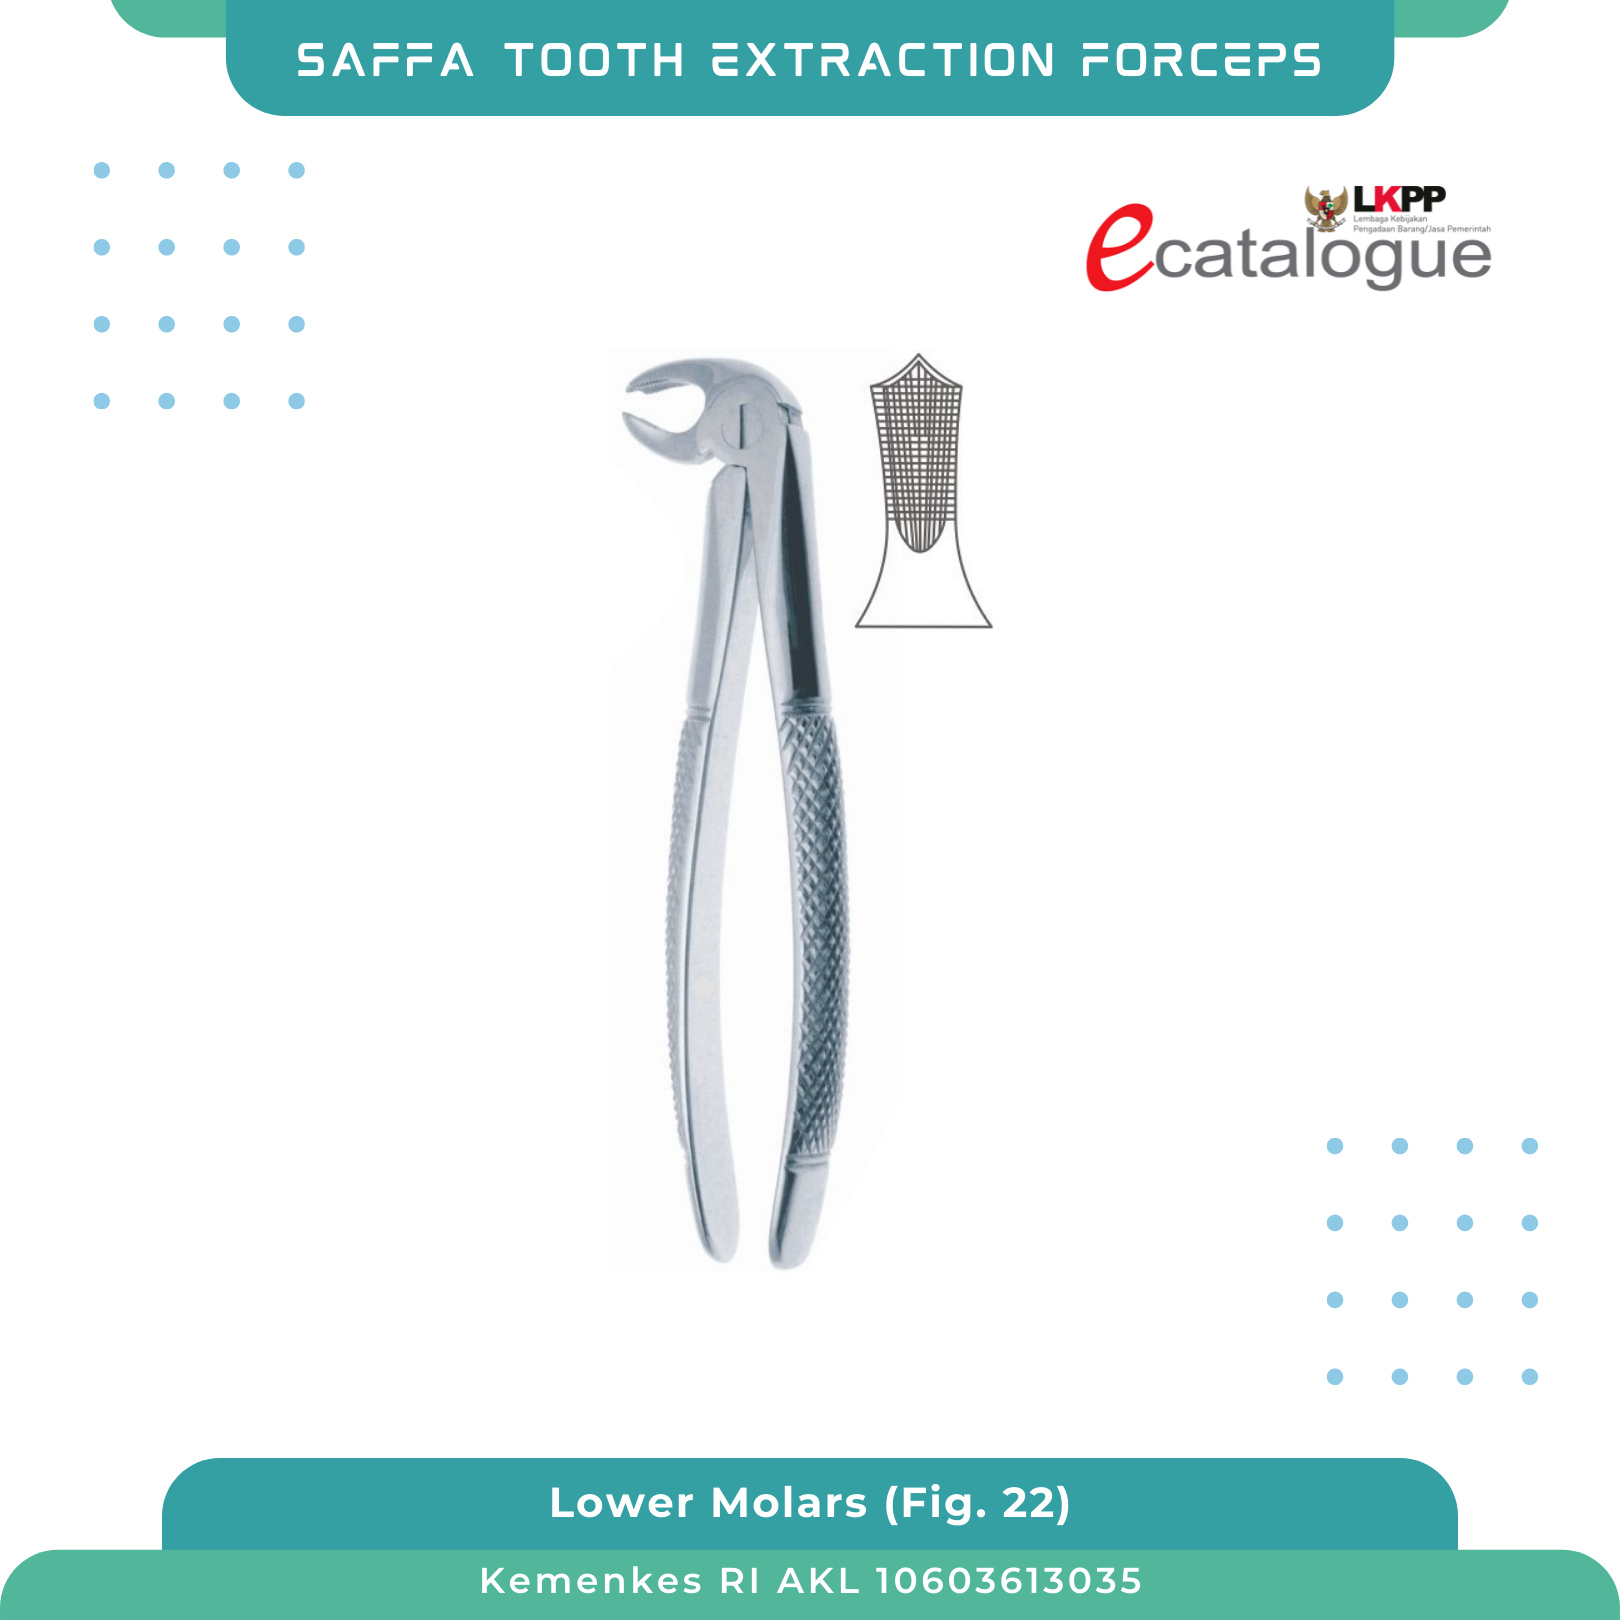 SAFFA TOOTH EXTRACTION FORCEPS
LKPP
Lembaga Kebijakan
Pengadaan Barang/Jasa Pemerintah
ecatalogue
Lower Molars (Fig. 22)
Kemenkes RI AKL 10603613035